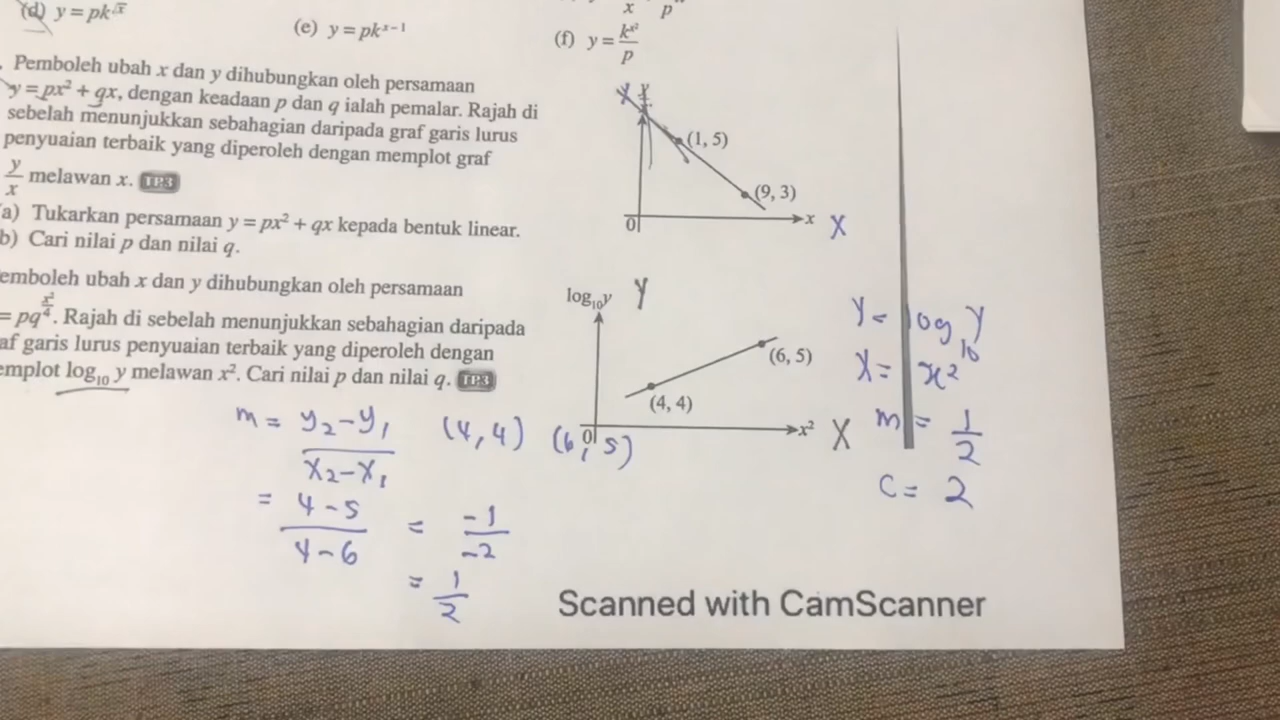 (d) y = pk^√x
(e) y = pk^x−1
x p
(f) y = k^x²/p
Pemboleh ubah x dan y dihubungkan oleh persamaan
y = px² + qx, dengan keadaan p dan q ialah pemalar. Rajah di
sebelah menunjukkan sebahagian daripada graf garis lurus
penyuaian terbaik yang diperoleh dengan memplot graf
y/x melawan x. TP3
a) Tukarkan persamaan y = px² + qx kepada bentuk linear.
b) Cari nilai p dan nilai q.
Y y/x
(1, 5)
(9, 3)
0 x X
emboleh ubah x dan y dihubungkan oleh persamaan
= pq^x²/4. Rajah di sebelah menunjukkan sebahagian daripada
af garis lurus penyuaian terbaik yang diperoleh dengan
emplot log₁₀ y melawan x². Cari nilai p dan nilai q. TP3
log₁₀y Y
(6, 5)
(4, 4)
0 x² X
Y = log₁₀ y
X = x²
m = 1/2
c = 2
m = y₂−y₁/x₂−x₁ (4,4) (6,5)
= 4−5/4−6 = −1/−2
= 1/2
Scanned with CamScanner